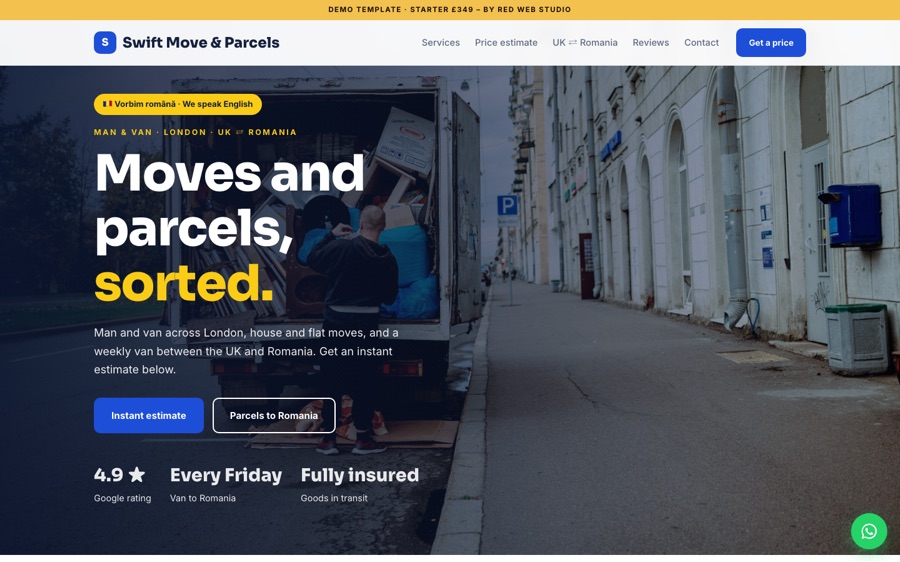 DEMO TEMPLATE · STARTER £349 – BY RED WEB STUDIO
S Swift Move & Parcels
Services Price estimate UK ⇄ Romania Reviews Contact Get a price
🇷🇴 Vorbim română · We speak English
MAN & VAN · LONDON · UK ⇄ ROMANIA
Moves and
parcels,
sorted.
Man and van across London, house and flat moves, and a
weekly van between the UK and Romania. Get an instant
estimate below.
Instant estimate Parcels to Romania
4.9 ★ Every Friday Fully insured
Google rating Van to Romania Goods in transit
P